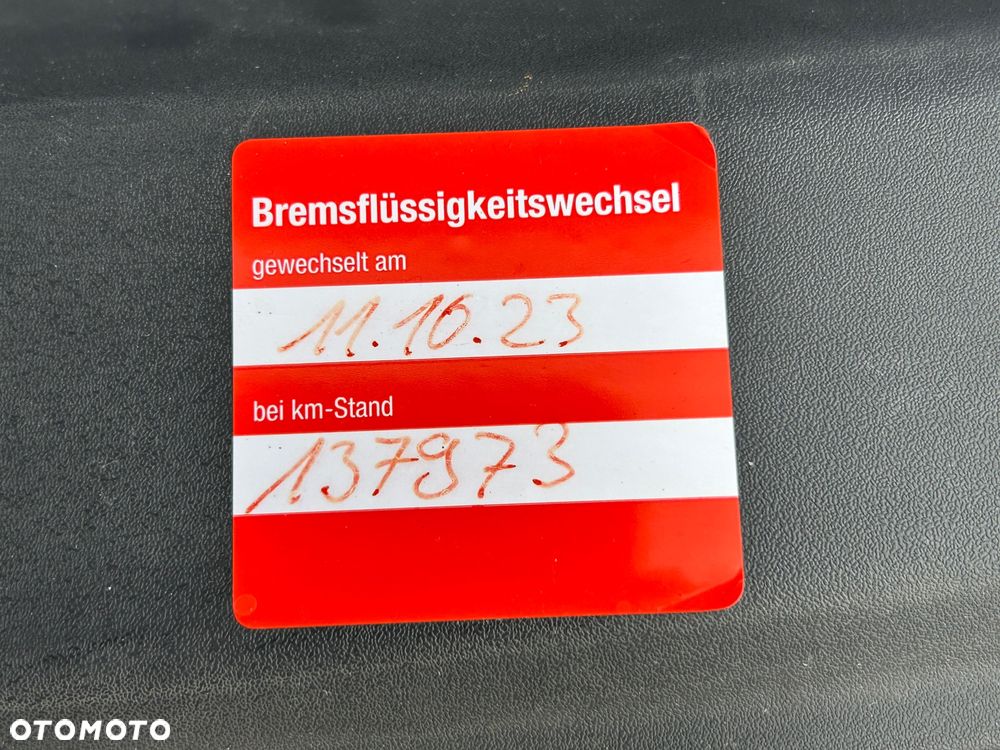 Bremsflüssigkeitswechsel
gewechselt am
11.10.23
bei km-Stand
137973
OTOMOTO